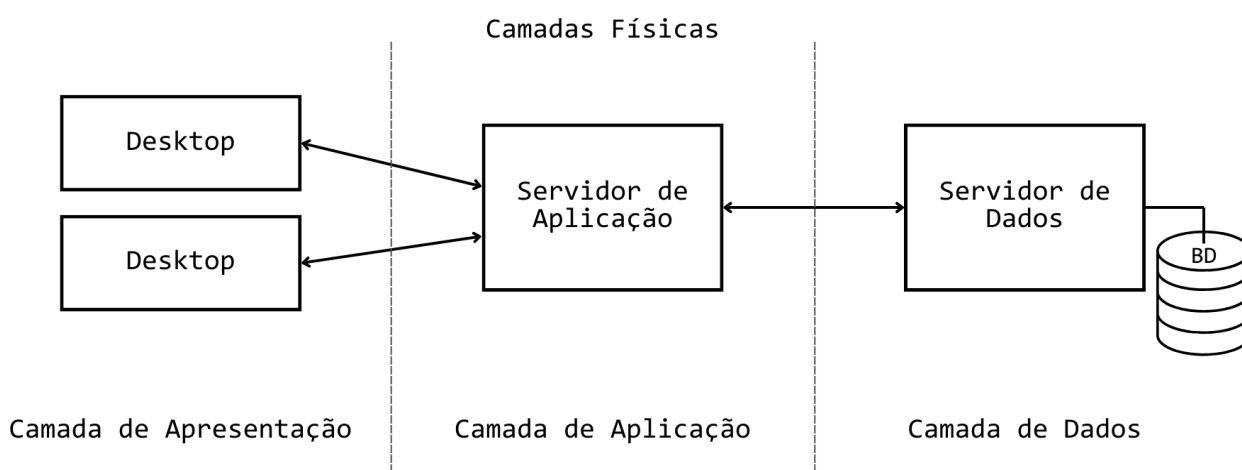 Camadas Físicas
Desktop
Desktop
Servidor de
Aplicação
Servidor de
Dados
BD
Camada de Apresentação
Camada de Aplicação
Camada de Dados